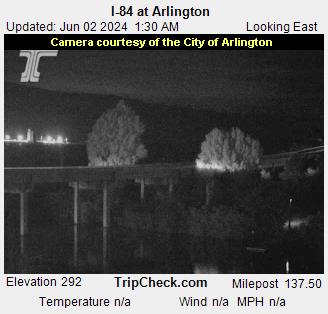 I-84 at Arlington
Updated: Jun 02 2024 1:30 AM Looking East
Camera courtesy of the City of Arlington
Elevation 292 TripCheck.com Milepost 137.50
Temperature n/a Wind n/a MPH n/a